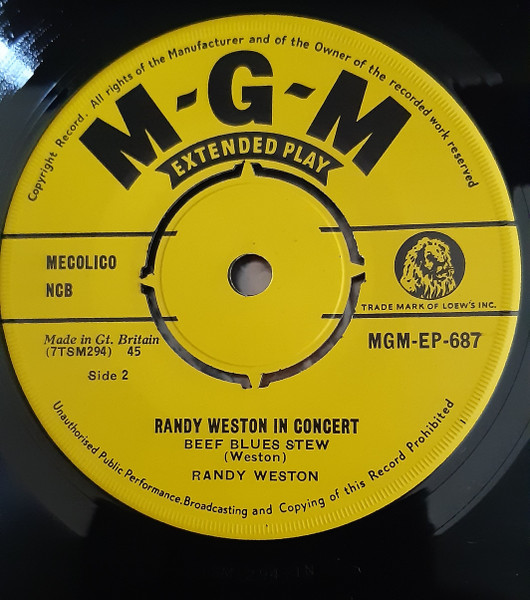 Copyright Record. All rights of the Manufacturer and of the Owner of the recorded work reserved
M-G-M
EXTENDED PLAY
MECOLICO
NCB
TRADE MARK OF LOEW'S INC.
Made in Gt. Britain
(7TSM294) 45
MGM-EP-687
Side 2
RANDY WESTON IN CONCERT
BEEF BLUES STEW
(Weston)
RANDY WESTON
Unauthorised Public Performance.Broadcasting and Copying of this Record Prohibited